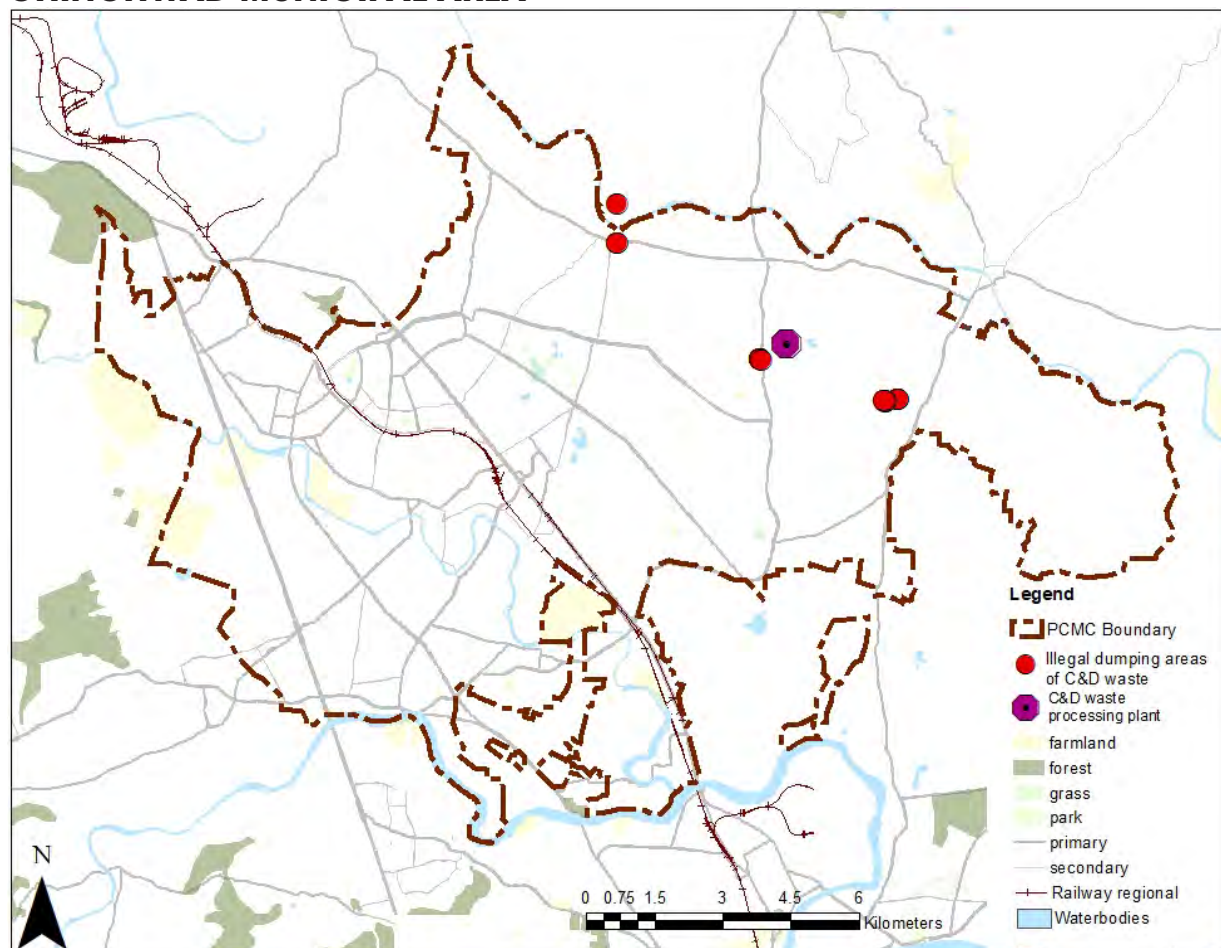 Legend
PCMC Boundary
Illegal dumping areas
of C&D waste
C&D waste
processing plant
farmland
forest
grass
park
primary
secondary
Railway regional
Waterbodies
N
0 0.75 1.5 3 4.5 6
Kilometers